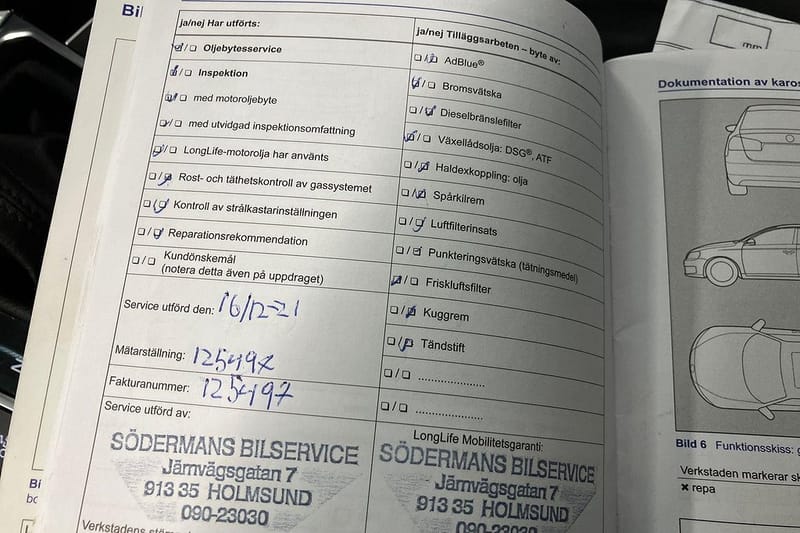 Bil
ja/nej Har utförts:
☑/☐ Oljebytesservice
☑/☐ Inspektion
☑/☐ med motoroljebyte
☑/☐ med utvidgad inspektionsomfattning
☑/☐ LongLife-motorolja har använts
☐/☑ Rost- och täthetskontroll av gassystemet
☐/☑ Kontroll av strålkastarinställningen
☐/☑ Reparationsrekommendation
☐/☐ Kundönskemål
(notera detta även på uppdraget)
Service utförd den: 16/12-21
Mätarställning: 125497
Fakturanummer: 125497
Service utförd av:
SÖDERMANS BILSERVICE
Järnvägsgatan 7
913 35 HOLMSUND
090-23030
ja/nej Tilläggsarbeten – byte av:
☐/☑ AdBlue®
☑/☐ Bromsvätska
☐/☑ Dieselbränslefilter
☑/☐ Växellådsolja: DSG®, ATF
☐/☑ Haldexkoppling: olja
☐/☑ Spårkilrem
☐/☑ Luftfilterinsats
☐/☑ Punkteringsvätska (tätningsmedel)
☑/☐ Friskluftsfilter
☐/☑ Kuggrem
☐/☑ Tändstift
☐/☐ ......................
☐/☐ ......................
LongLife Mobilitetsgaranti:
SÖDERMANS BILSERVICE
Järnvägsgatan 7
913 35 HOLMSUND
090-23030
mm
Dokumentation av karos
Bild 6 Funktionsskiss:
Verkstaden markerar sk
✖ repa